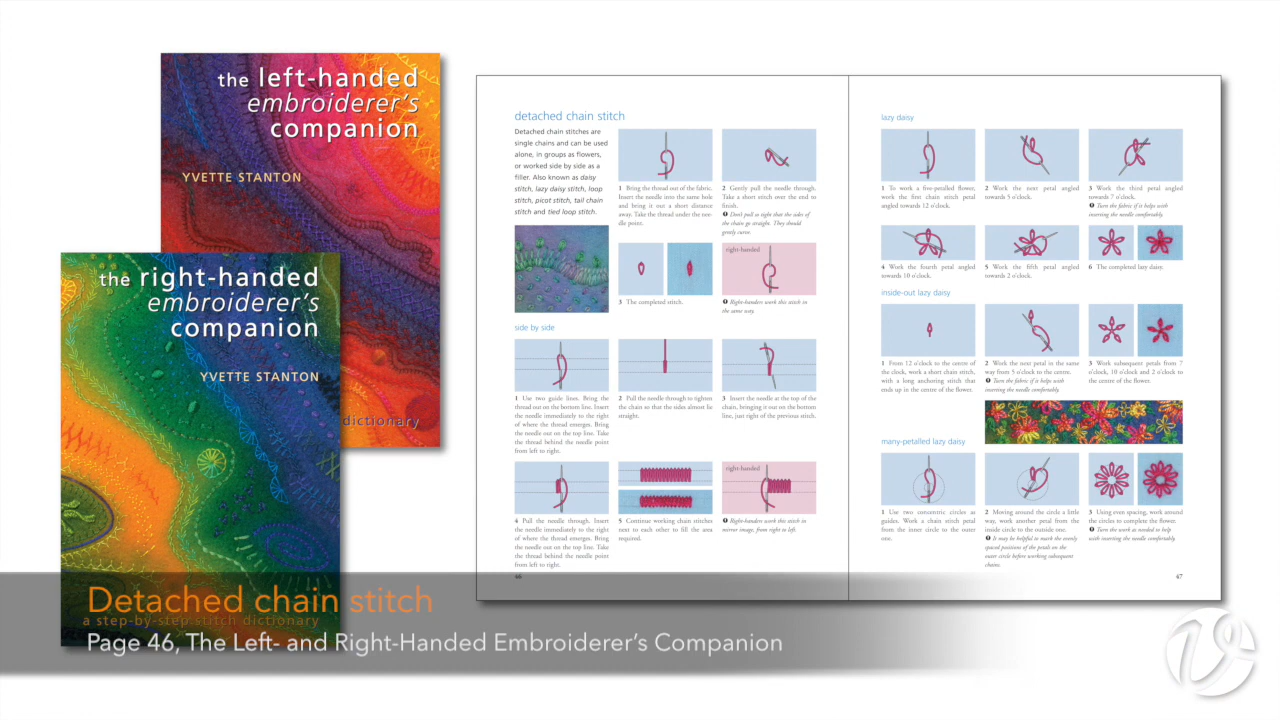 the left-handed
embroiderer's
companion
YVETTE STANTON
dictionary
the right-handed
embroiderer's
companion
YVETTE STANTON
a step-by-step stitch dictionary
detached chain stitch
Detached chain stitches are
single chains and can be used
alone, in groups as flowers,
or worked side by side as a
filler. Also known as daisy
stitch, lazy daisy stitch, loop
stitch, picot stitch, tail chain
stitch and tied loop stitch.
1 Bring the thread out of the fabric.
Insert the needle into the same hole
and bring it out a short distance
away. Take the thread under the nee-
dle point.
2 Gently pull the needle through.
Take a short stitch over the end to
finish.
Don't pull so tight that the sides of
the chain go straight. They should
gently curve.
3 The completed stitch.
right-handed
Right-handers work this stitch in
the same way.
side by side
1 Use two guide lines. Bring the
thread out on the bottom line. Insert
the needle immediately to the right
of where the thread emerges. Bring
the needle out on the top line. Take
the thread behind the needle point
from left to right.
2 Pull the needle through to tighten
the chain so that the sides almost lie
straight.
3 Insert the needle at the top of the
chain, bringing it out on the bottom
line, just right of the previous stitch.
4 Pull the needle through. Insert
the needle immediately to the right
of where the thread emerges. Bring
the needle out on the top line. Take
the thread behind the needle point
from left to right.
5 Continue working chain stitches
next to each other to fill the area
required.
right-handed
Right-handers work this stitch in
mirror image, from right to left.
46
lazy daisy
1 To work a five-petalled flower,
work the first chain stitch petal
angled towards 12 o'clock.
2 Work the next petal angled
towards 5 o'clock.
3 Work the third petal angled
towards 7 o'clock.
Turn the fabric if it helps with
inserting the needle comfortably.
4 Work the fourth petal angled
towards 10 o'clock.
5 Work the fifth petal angled
towards 2 o'clock.
6 The completed lazy daisy.
inside-out lazy daisy
1 From 12 o'clock to the centre of
the clock, work a short chain stitch,
with a long anchoring stitch that
ends up in the centre of the flower.
2 Work the next petal in the same
way from 5 o'clock to the centre.
Turn the fabric if it helps with
inserting the needle comfortably.
3 Work subsequent petals from 7
o'clock, 10 o'clock and 2 o'clock to
the centre of the flower.
many-petalled lazy daisy
1 Use two concentric circles as
guides. Work a chain stitch petal
from the inner circle to the outer
one.
2 Moving around the circle a little
way, work another petal from the
inside circle to the outside one.
It may be helpful to mark the evenly
spaced positions of the petals on the
outer circle before working subsequent
chains.
3 Using even spacing, work around
the circles to complete the flower.
Turn the work as needed to help
with inserting the needle comfortably.
47
Detached chain stitch
Page 46, The Left- and Right-Handed Embroiderer's Companion